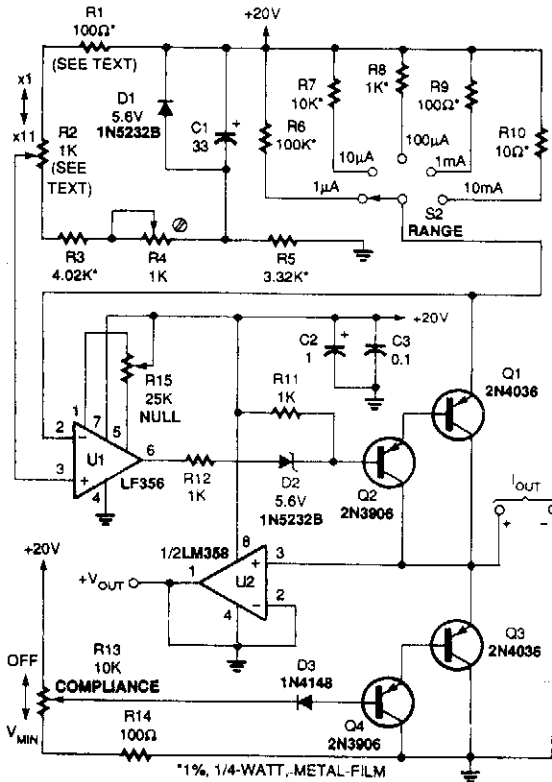 R1
100Ω*
(SEE TEXT)
+20V
x1
x11
R2
1K
(SEE
TEXT)
D1
5.6V
1N5232B
C1
33
+
R6
100K*
R7
10K*
R8
1K*
R9
100Ω*
R10
10Ω*
10µA
100µA
1mA
1µA
10mA
S2
RANGE
R3
4.02K*
R4
1K
R5
3.32K*
+20V
C2
1
+
C3
0.1
R15
25K
NULL
R11
1K
Q1
2N4036
1
7
5
2
−
U1
6
3
+
4
LF356
R12
1K
D2
5.6V
1N5232B
Q2
2N3906
IOUT
+
−
+20V
1/2LM358
8
+VOUT
1
U2
+
3
−
2
4
Q3
2N4036
OFF
R13
10K
COMPLIANCE
VMIN
D3
1N4148
R14
100Ω
Q4
2N3906
*1%, 1/4-WATT,-METAL-FILM